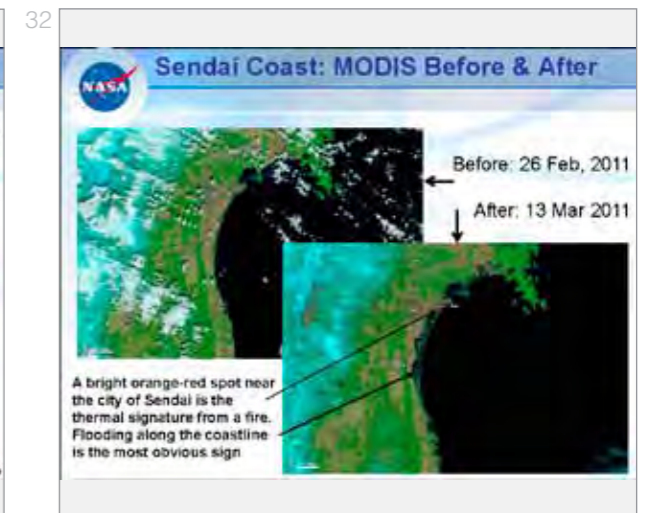 32
NASA
Sendai Coast: MODIS Before & After
Before: 26 Feb, 2011
After: 13 Mar 2011
A bright orange-red spot near
the city of Sendai is the
thermal signature from a fire.
Flooding along the coastline
is the most obvious sign